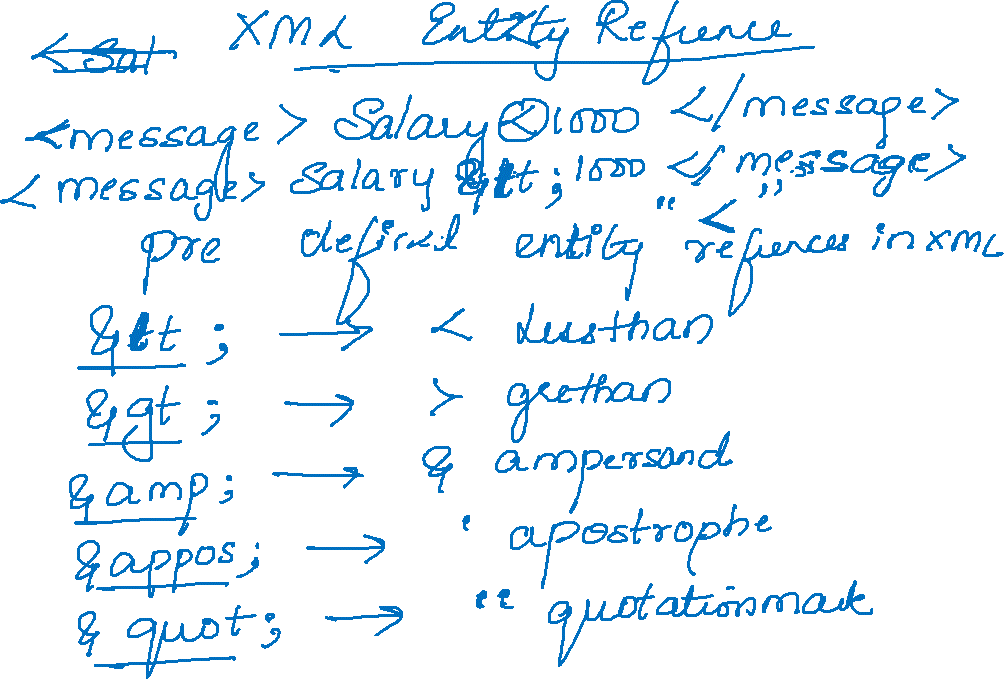 XML Entity Refrence
<message> Salary < 1000 </message>
<message> Salary &lt; 1000 </message>
"<"
pre defined entity refrences in XML
&lt; → < Lessthan
&gt; → > grethan
&amp; → & ampersand
&appos; → ' apostrophe
&quot; → " quotationmark